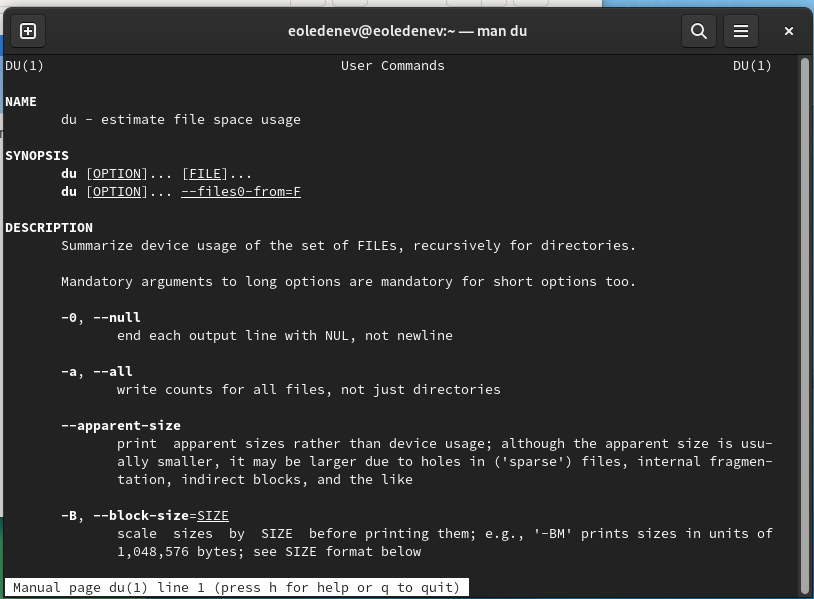 eoledenev@eoledenev:~ — man du
DU(1) User Commands DU(1)
NAME
du - estimate file space usage
SYNOPSIS
du [OPTION]... [FILE]...
du [OPTION]... --files0-from=F
DESCRIPTION
Summarize device usage of the set of FILEs, recursively for directories.
Mandatory arguments to long options are mandatory for short options too.
-0, --null
end each output line with NUL, not newline
-a, --all
write counts for all files, not just directories
--apparent-size
print  apparent sizes rather than device usage; although the apparent size is usu-
ally smaller, it may be larger due to holes in ('sparse') files, internal fragmen-
tation, indirect blocks, and the like
-B, --block-size=SIZE
scale  sizes  by  SIZE  before printing them; e.g., '-BM' prints sizes in units of
1,048,576 bytes; see SIZE format below
Manual page du(1) line 1 (press h for help or q to quit)